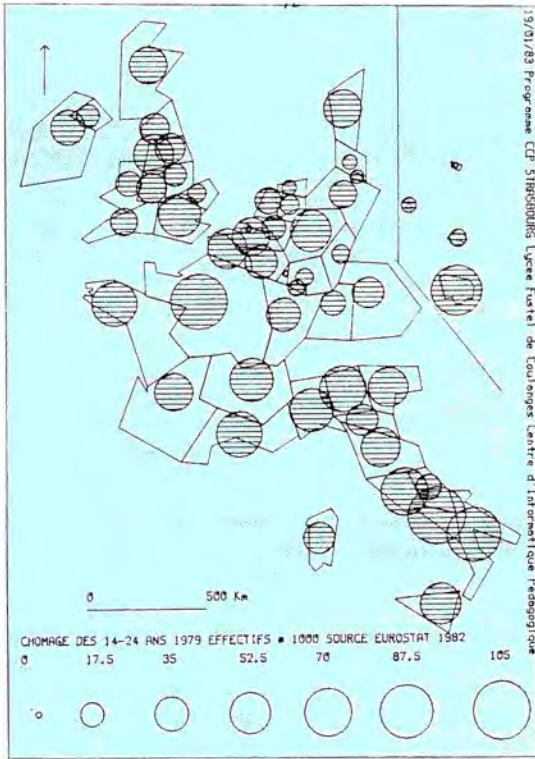 19/01/83 Programme CCP STRASBOURG Lycee Fustel de Coulanges Centre d'Informatique Pedagogique
0 500 Km
CHOMAGE DES 14-24 ANS 1979 EFFECTIFS * 1000 SOURCE EUROSTAT 1982
0 17.5 35 52.5 70 87.5 105